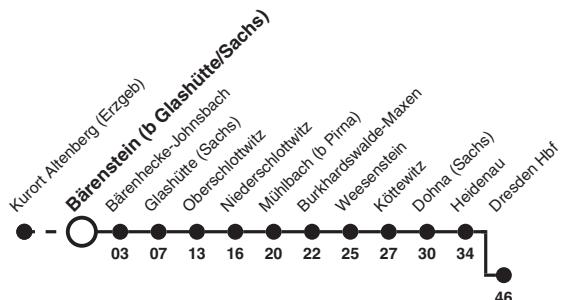 Kurort Altenberg (Erzgeb)
Bärenstein (b Glashütte/Sachs)
Bärenhecke-Johnsbach
Glashütte (Sachs)
Oberschlottwitz
Niederschlottwitz
Mühlbach (b Pirna)
Burkhardswalde-Maxen
Weesenstein
Köttewitz
Dohna (Sachs)
Heidenau
Dresden Hbf
03 07 13 16 20 22 25 27 30 34
46